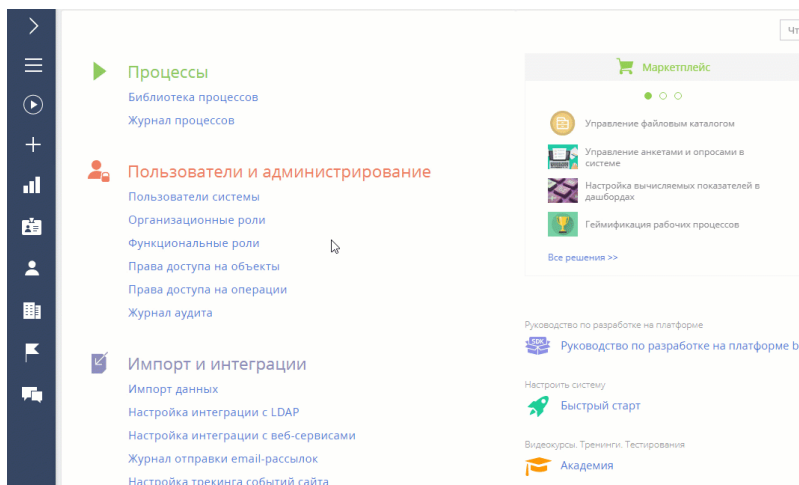 Чт
Процессы
Библиотека процессов
Журнал процессов
Пользователи и администрирование
Пользователи системы
Организационные роли
Функциональные роли
Права доступа на объекты
Права доступа на операции
Журнал аудита
Импорт и интеграции
Импорт данных
Настройка интеграции с LDAP
Настройка интеграции с веб-сервисами
Журнал отправки email-рассылок
Настройка трекинга событий сайта
Маркетплейс
Управление файловым каталогом
Управление анкетами и опросами в
системе
Настройка вычисляемых показателей в
дашбордах
Геймификация рабочих процессов
Все решения >>
Руководство по разработке на платформе
SDK
Руководство по разработке на платформе b
Настроить систему
Быстрый старт
Видеокурсы. Тренинги. Тестирования
Академия